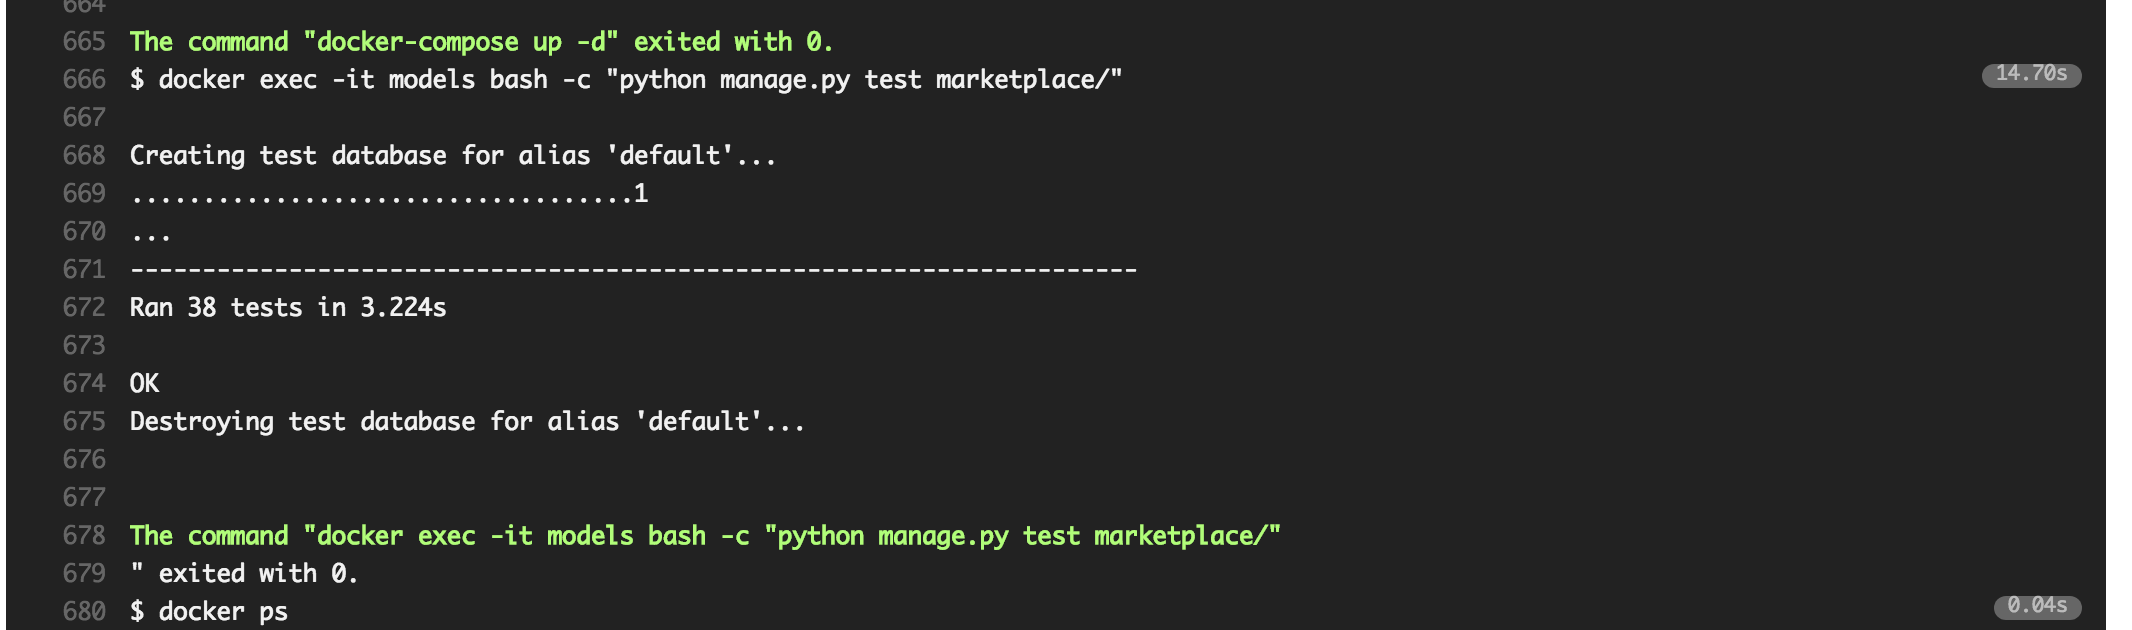 664
665 The command "docker-compose up -d" exited with 0.
666 $ docker exec -it models bash -c "python manage.py test marketplace/" 14.70s
667
668 Creating test database for alias 'default'...
669 ...................................1
670 ...
671 ----------------------------------------------------------------------
672 Ran 38 tests in 3.224s
673
674 OK
675 Destroying test database for alias 'default'...
676
677
678 The command "docker exec -it models bash -c "python manage.py test marketplace/"
679 " exited with 0.
680 $ docker ps 0.04s